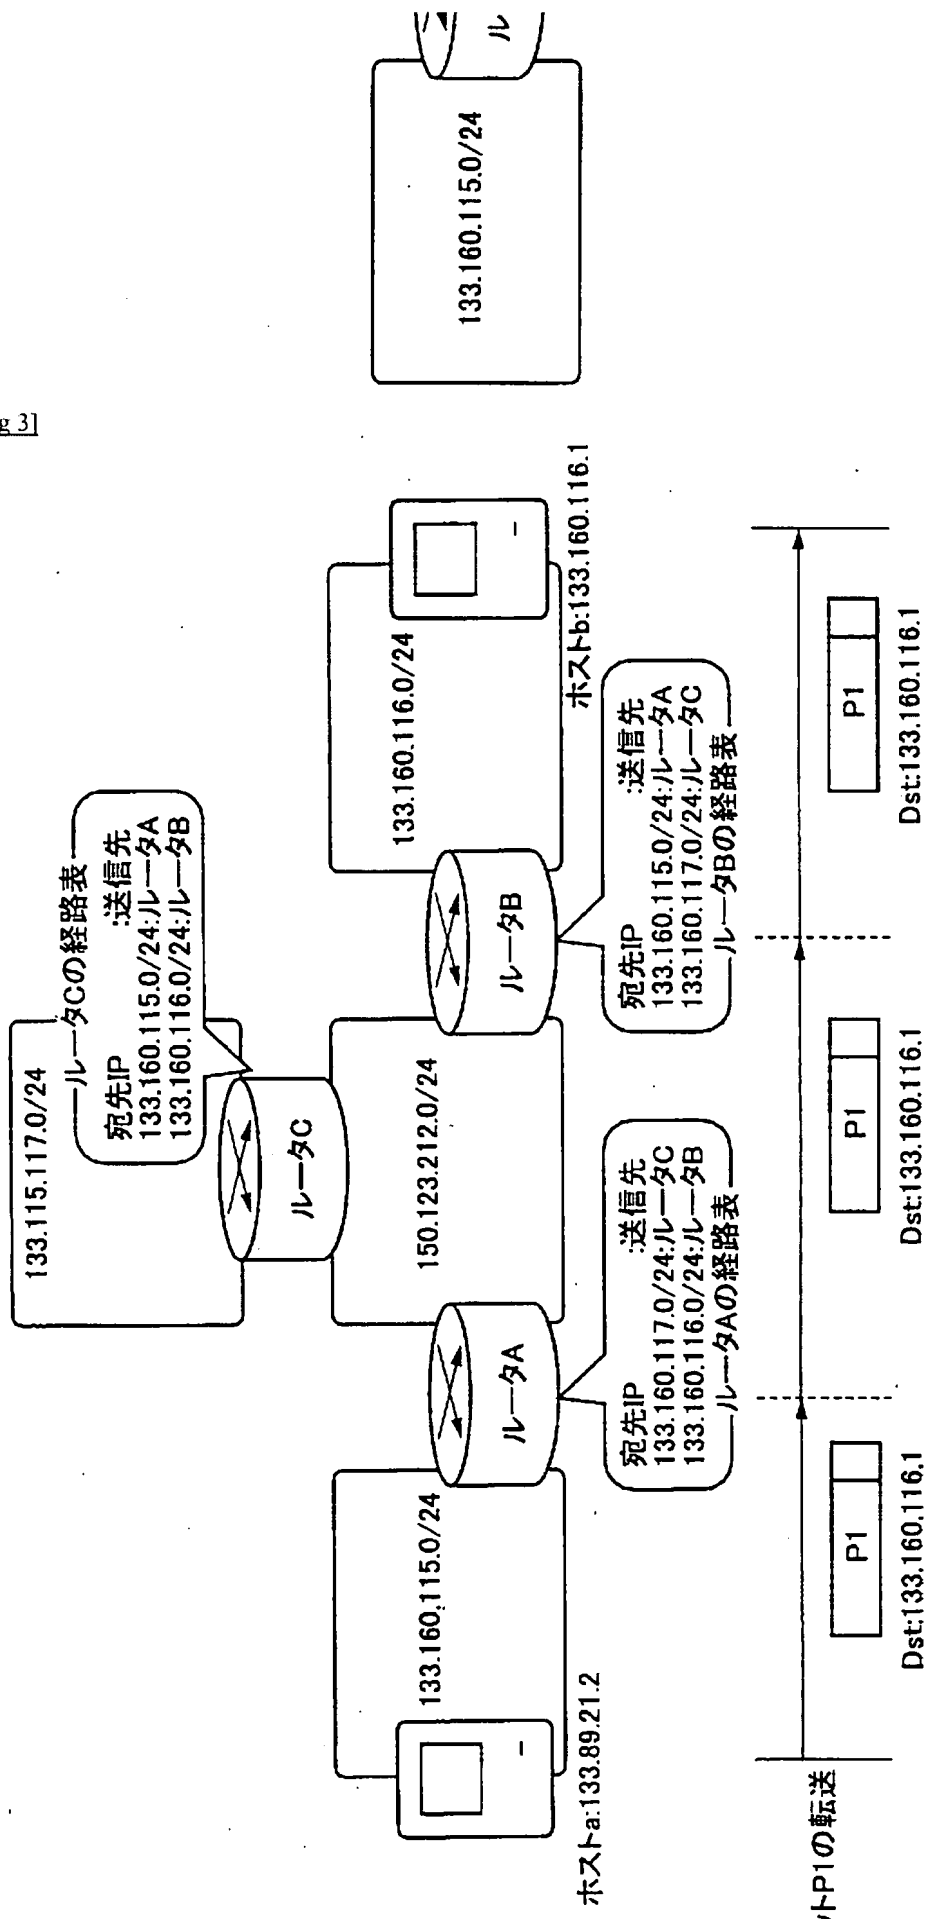 g 3]
133.115.117.0/24
ルータCの経路表
宛先IP :送信先
133.160.115.0/24:ルータA
133.160.116.0/24:ルータB
ルータC
133.160.115.0/24
150.123.212.0/24
133.160.116.0/24
133.160.115.0/24
ルータA
ルータB
ル
ホストa:133.89.21.2
ホストb:133.160.116.1
宛先IP :送信先
133.160.117.0/24:ルータC
133.160.116.0/24:ルータB
ルータAの経路表
宛先IP :送信先
133.160.115.0/24:ルータA
133.160.117.0/24:ルータC
ルータBの経路表
ットP1の転送
P1
P1
P1
Dst:133.160.116.1
Dst:133.160.116.1
Dst:133.160.116.1